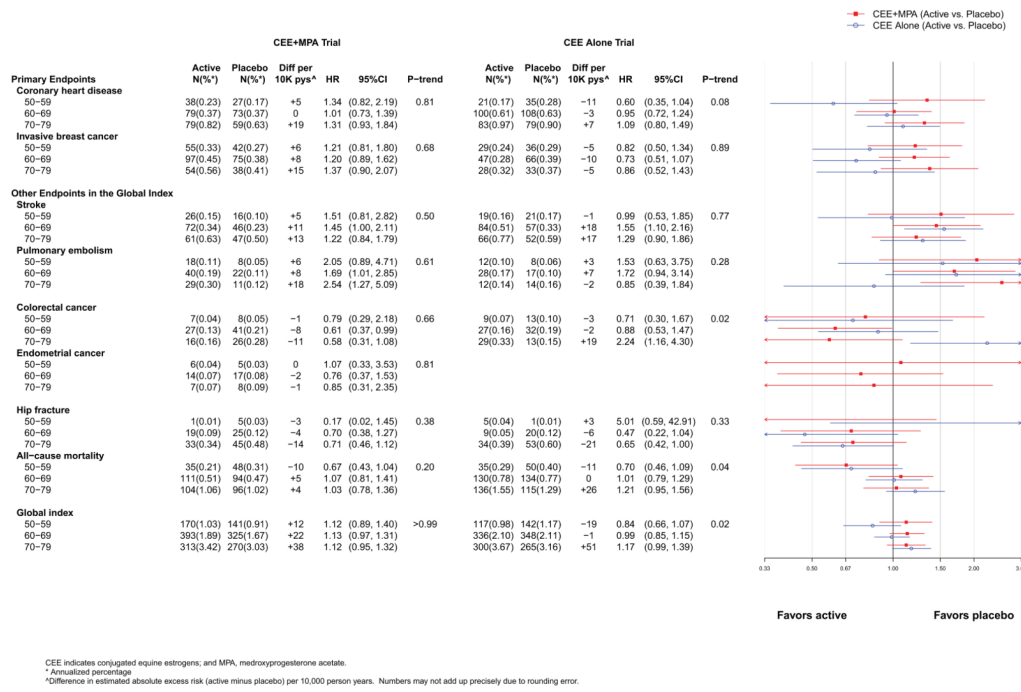 CEE+MPA (Active vs. Placebo)
CEE Alone (Active vs. Placebo)
CEE+MPA Trial CEE Alone Trial
Active Placebo Diff per Active Placebo Diff per
Primary Endpoints N(%*) N(%*) 10K pys^ HR 95%CI P−trend N(%*) N(%*) 10K pys^ HR 95%CI P−trend
Coronary heart disease
50−59 38(0.23) 27(0.17) +5 1.34 (0.82, 2.19) 0.81 21(0.17) 35(0.28) −11 0.60 (0.35, 1.04) 0.08
60−69 79(0.37) 73(0.37) 0 1.01 (0.73, 1.39) 100(0.61) 108(0.63) −3 0.95 (0.72, 1.24)
70−79 79(0.82) 59(0.63) +19 1.31 (0.93, 1.84) 83(0.97) 79(0.90) +7 1.09 (0.80, 1.49)
Invasive breast cancer
50−59 55(0.33) 42(0.27) +6 1.21 (0.81, 1.80) 0.68 29(0.24) 36(0.29) −5 0.82 (0.50, 1.34) 0.89
60−69 97(0.45) 75(0.38) +8 1.20 (0.89, 1.62) 47(0.28) 66(0.39) −10 0.73 (0.51, 1.07)
70−79 54(0.56) 38(0.41) +15 1.37 (0.90, 2.07) 28(0.32) 33(0.37) −5 0.86 (0.52, 1.43)
Other Endpoints in the Global Index
Stroke
50−59 26(0.15) 16(0.10) +5 1.51 (0.81, 2.82) 0.50 19(0.16) 21(0.17) −1 0.99 (0.53, 1.85) 0.77
60−69 72(0.34) 46(0.23) +11 1.45 (1.00, 2.11) 84(0.51) 57(0.33) +18 1.55 (1.10, 2.16)
70−79 61(0.63) 47(0.50) +13 1.22 (0.84, 1.79) 66(0.77) 52(0.59) +17 1.29 (0.90, 1.86)
Pulmonary embolism
50−59 18(0.11) 8(0.05) +6 2.05 (0.89, 4.71) 0.61 12(0.10) 8(0.06) +3 1.53 (0.63, 3.75) 0.28
60−69 40(0.19) 22(0.11) +8 1.69 (1.01, 2.85) 28(0.17) 17(0.10) +7 1.72 (0.94, 3.14)
70−79 29(0.30) 11(0.12) +18 2.54 (1.27, 5.09) 12(0.14) 14(0.16) −2 0.85 (0.39, 1.84)
Colorectal cancer
50−59 7(0.04) 8(0.05) −1 0.79 (0.29, 2.18) 0.66 9(0.07) 13(0.10) −3 0.71 (0.30, 1.67) 0.02
60−69 27(0.13) 41(0.21) −8 0.61 (0.37, 0.99) 27(0.16) 32(0.19) −2 0.88 (0.53, 1.47)
70−79 16(0.16) 26(0.28) −11 0.58 (0.31, 1.08) 29(0.33) 13(0.15) +19 2.24 (1.16, 4.30)
Endometrial cancer
50−59 6(0.04) 5(0.03) 0 1.07 (0.33, 3.53) 0.81
60−69 14(0.07) 17(0.08) −2 0.76 (0.37, 1.53)
70−79 7(0.07) 8(0.09) −1 0.85 (0.31, 2.35)
Hip fracture
50−59 1(0.01) 5(0.03) −3 0.17 (0.02, 1.45) 0.38 5(0.04) 1(0.01) +3 5.01 (0.59, 42.91) 0.33
60−69 19(0.09) 25(0.12) −4 0.70 (0.38, 1.27) 9(0.05) 20(0.12) −6 0.47 (0.22, 1.04)
70−79 33(0.34) 45(0.48) −14 0.71 (0.46, 1.12) 34(0.39) 53(0.60) −21 0.65 (0.42, 1.00)
All−cause mortality
50−59 35(0.21) 48(0.31) −10 0.67 (0.43, 1.04) 0.20 35(0.29) 50(0.40) −11 0.70 (0.46, 1.09) 0.04
60−69 111(0.51) 94(0.47) +5 1.07 (0.81, 1.41) 130(0.78) 134(0.77) 0 1.01 (0.79, 1.29)
70−79 104(1.06) 96(1.02) +4 1.03 (0.78, 1.36) 136(1.55) 115(1.29) +26 1.21 (0.95, 1.56)
Global index
50−59 170(1.03) 141(0.91) +12 1.12 (0.89, 1.40) >0.99 117(0.98) 142(1.17) −19 0.84 (0.66, 1.07) 0.02
60−69 393(1.89) 325(1.67) +22 1.13 (0.97, 1.31) 336(2.10) 348(2.11) −1 0.99 (0.85, 1.15)
70−79 313(3.42) 270(3.03) +38 1.12 (0.95, 1.32) 300(3.67) 265(3.16) +51 1.17 (0.99, 1.39)
0.33 0.50 0.67 1.00 1.50 2.00
Favors active Favors placebo
CEE indicates conjugated equine estrogens; and MPA, medroxyprogesterone acetate.
* Annualized percentage
^Difference in estimated absolute excess risk (active minus placebo) per 10,000 person years. Numbers may not add up precisely due to rounding error.